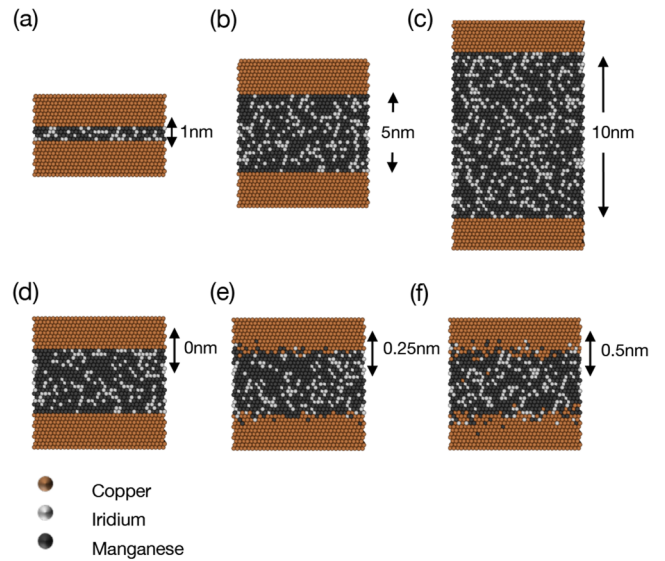 (a)
(b)
(c)
1nm
5nm
10nm
(d)
(e)
(f)
0nm
0.25nm
0.5nm
Copper
Iridium
Manganese